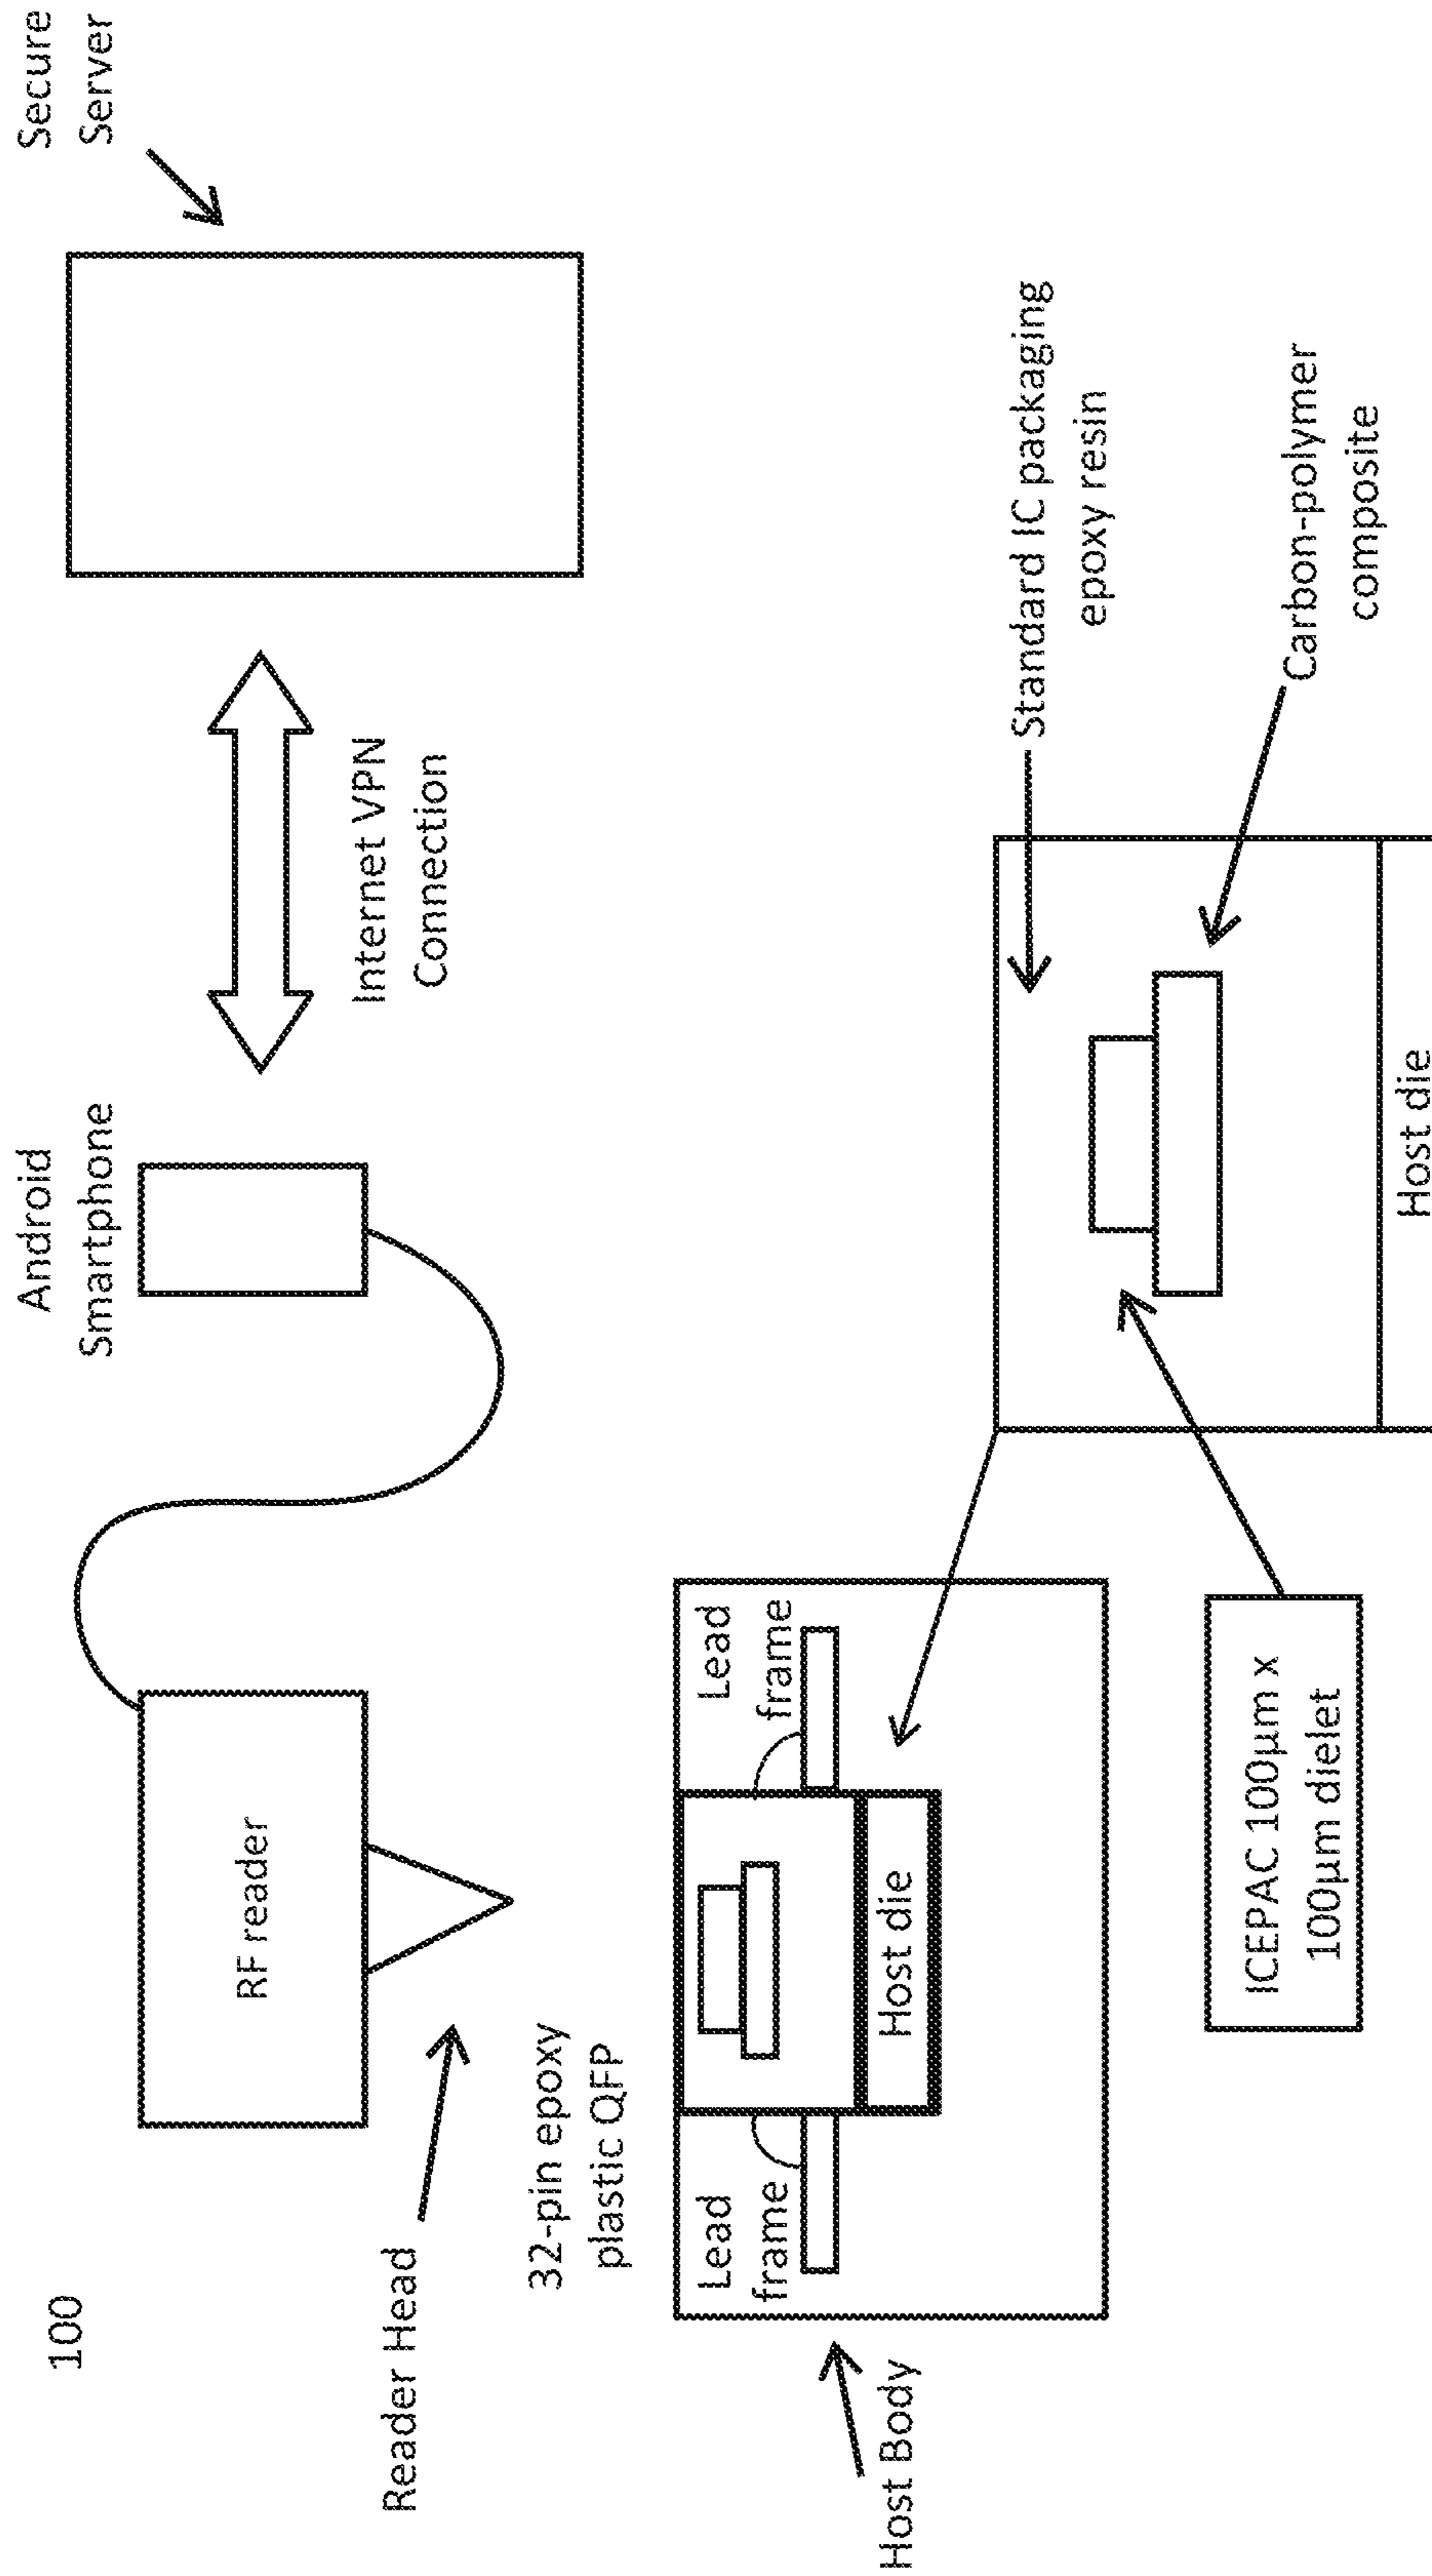 100
Reader Head
RF reader
Android
Smartphone
Internet VPN
Connection
Secure
Server
32-pin epoxy
plastic QFP
Host Body
Lead
frame
Host die
Lead
frame
ICEPAC 100µm x
100µm dielet
Standard IC packaging
epoxy resin
Carbon-polymer
composite
Host die